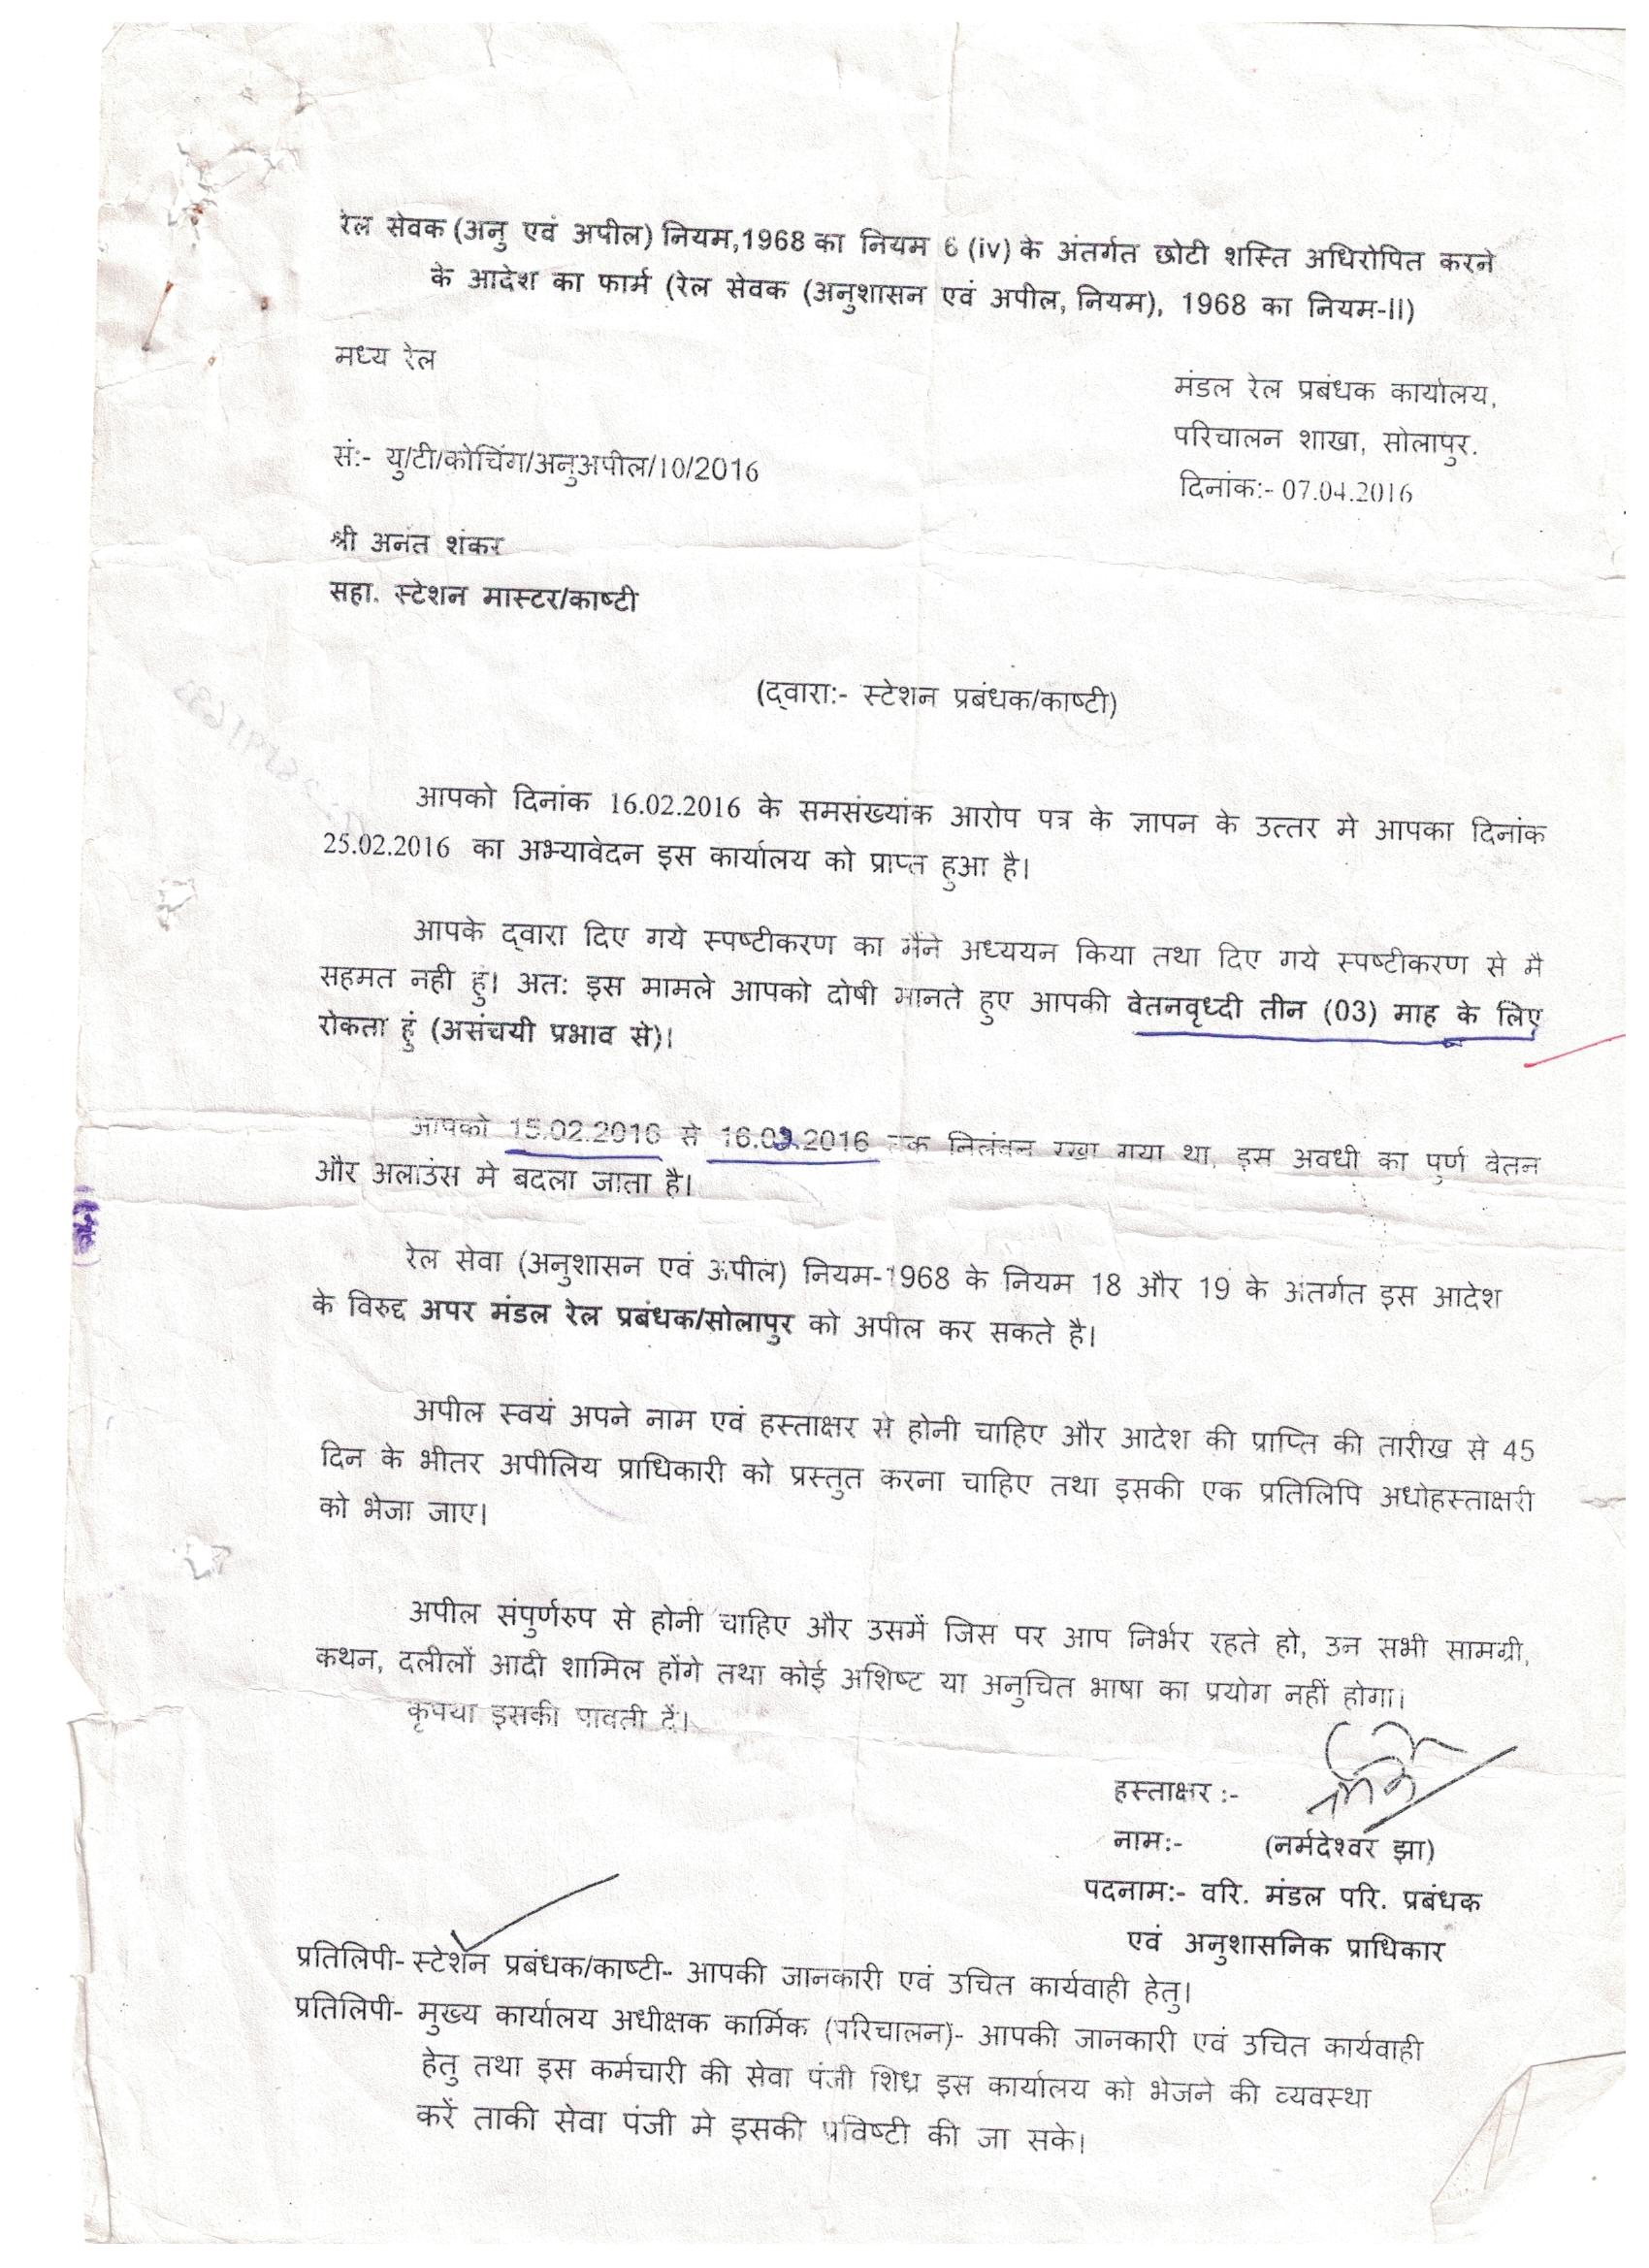 रेल सेवक (अनु एवं अपील) नियम,1968 का नियम 6 (iv) के अंतर्गत छोटी शस्ति अधिरोपित करने
के आदेश का फार्म (रेल सेवक (अनुशासन एवं अपील, नियम), 1968 का नियम-II)
मध्य रेल
मंडल रेल प्रबंधक कार्यालय,
परिचालन शाखा, सोलापुर.
सं:- यु/टी/कोचिंग/अनुअपील/10/2016
दिनांक:- 07.04.2016
श्री अनंत शंकर
सहा. स्टेशन मास्टर/काष्टी
(द्वारा:- स्टेशन प्रबंधक/काष्टी)
आपको दिनांक 16.02.2016 के समसंख्यांक आरोप पत्र के ज्ञापन के उत्तर मे आपका दिनांक
25.02.2016 का अभ्यावेदन इस कार्यालय को प्राप्त हुआ है।
आपके द्वारा दिए गये स्पष्टीकरण का मैंने अध्ययन किया तथा दिए गये स्पष्टीकरण से मै
सहमत नही हुं। अत: इस मामले आपको दोषी मानते हुए आपकी वेतनवृध्दी तीन (03) माह के लिए
रोकता हुं (असंचयी प्रभाव से)।
आपको 15.02.2016 से 16.02.2016 तक निलंबन रखा गया था, इस अवधी का पुर्ण वेतन
और अलाउंस मे बदला जाता है।
रेल सेवा (अनुशासन एवं अपील) नियम-1968 के नियम 18 और 19 के अंतर्गत इस आदेश
के विरुद्द अपर मंडल रेल प्रबंधक/सोलापुर को अपील कर सकते है।
अपील स्वयं अपने नाम एवं हस्ताक्षर से होनी चाहिए और आदेश की प्राप्ति की तारीख से 45
दिन के भीतर अपीलिय प्राधिकारी को प्रस्तुत करना चाहिए तथा इसकी एक प्रतिलिपि अधोहस्ताक्षरी
को भेजा जाए।
अपील संपुर्णरुप से होनी चाहिए और उसमें जिस पर आप निर्भर रहते हो, उन सभी सामग्री,
कथन, दलीलों आदी शामिल होंगे तथा कोई अशिष्ट या अनुचित भाषा का प्रयोग नहीं होगा।
कृपया इसकी पावती दें।
हस्ताक्षर :-
नाम:- (नर्मदेश्वर झा)
पदनाम:- वरि. मंडल परि. प्रबंधक
एवं अनुशासनिक प्राधिकार
प्रतिलिपी- स्टेशन प्रबंधक/काष्टी- आपकी जानकारी एवं उचित कार्यवाही हेतु।
प्रतिलिपी- मुख्य कार्यालय अधीक्षक कार्मिक (परिचालन)- आपकी जानकारी एवं उचित कार्यवाही
हेतु तथा इस कर्मचारी की सेवा पंजी शिध्र इस कार्यालय को भेजने की व्यवस्था
करें ताकी सेवा पंजी मे इसकी प्रविष्टी की जा सके।